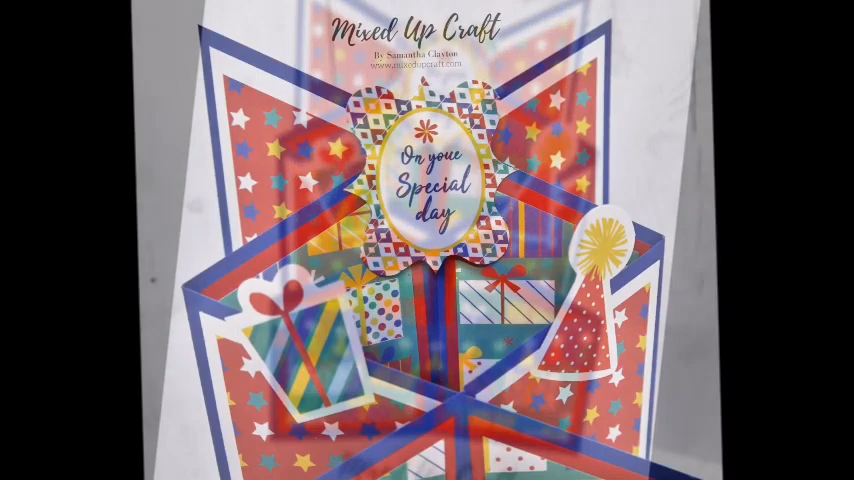 Mixed Up Craft
By Samantha Clayton
www.mixedupcraft.com
On your
Special
day